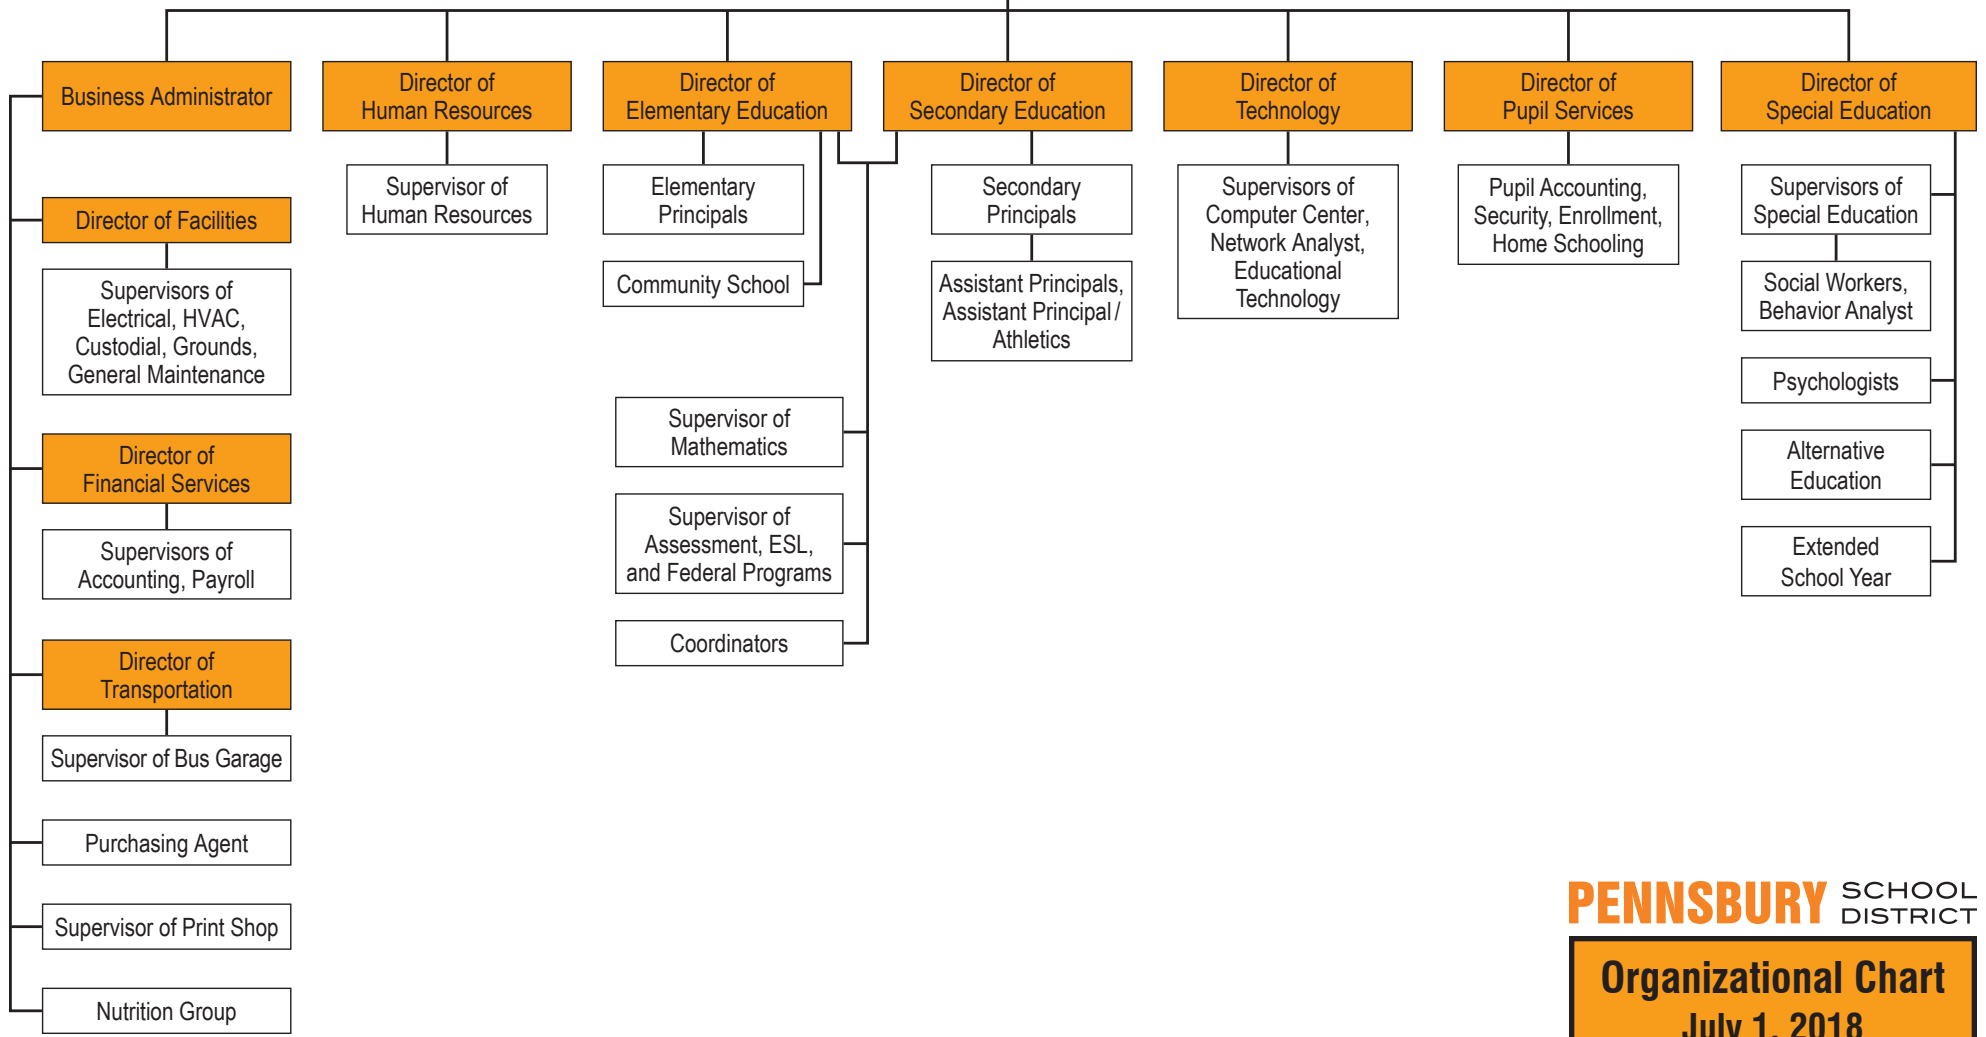 Business Administrator
Director of
Human Resources
Director of
Elementary Education
Director of
Secondary Education
Director of
Technology
Director of
Pupil Services
Director of
Special Education
Director of Facilities
Supervisors of
Electrical, HVAC,
Custodial, Grounds,
General Maintenance
Director of
Financial Services
Supervisors of
Accounting, Payroll
Director of
Transportation
Supervisor of Bus Garage
Purchasing Agent
Supervisor of Print Shop
Nutrition Group
Supervisor of
Human Resources
Elementary
Principals
Community School
Supervisor of
Mathematics
Supervisor of
Assessment, ESL,
and Federal Programs
Coordinators
Secondary
Principals
Assistant Principals,
Assistant Principal /
Athletics
Supervisors of
Computer Center,
Network Analyst,
Educational
Technology
Pupil Accounting,
Security, Enrollment,
Home Schooling
Supervisors of
Special Education
Social Workers,
Behavior Analyst
Psychologists
Alternative
Education
Extended
School Year
PENNSBURY SCHOOL
DISTRICT
Organizational Chart
July 1, 2018